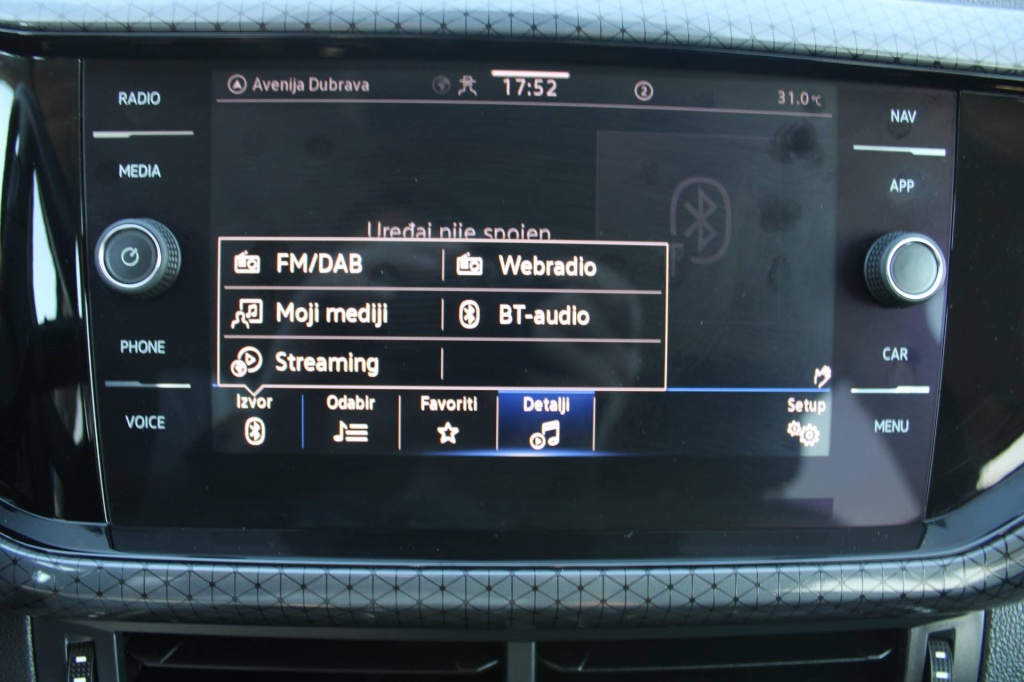 RADIO
MEDIA
PHONE
VOICE
Avenija Dubrava
17:52
2
31.0°C
Uređaj nije spojen
FM/DAB
Webradio
Moji mediji
BT-audio
Streaming
Izvor
Odabir
Favoriti
Detalji
Setup
NAV
APP
CAR
MENU